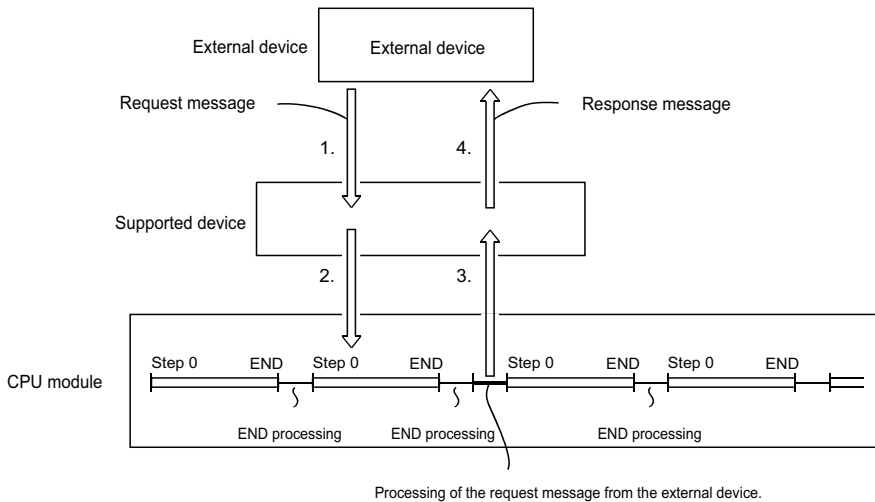 External device
External device
Request message
Response message
1.
4.
Supported device
2.
3.
Step 0
END
Step 0
END
Step 0
END
Step 0
END
CPU module
END processing
END processing
END processing
Processing of the request message from the external device.